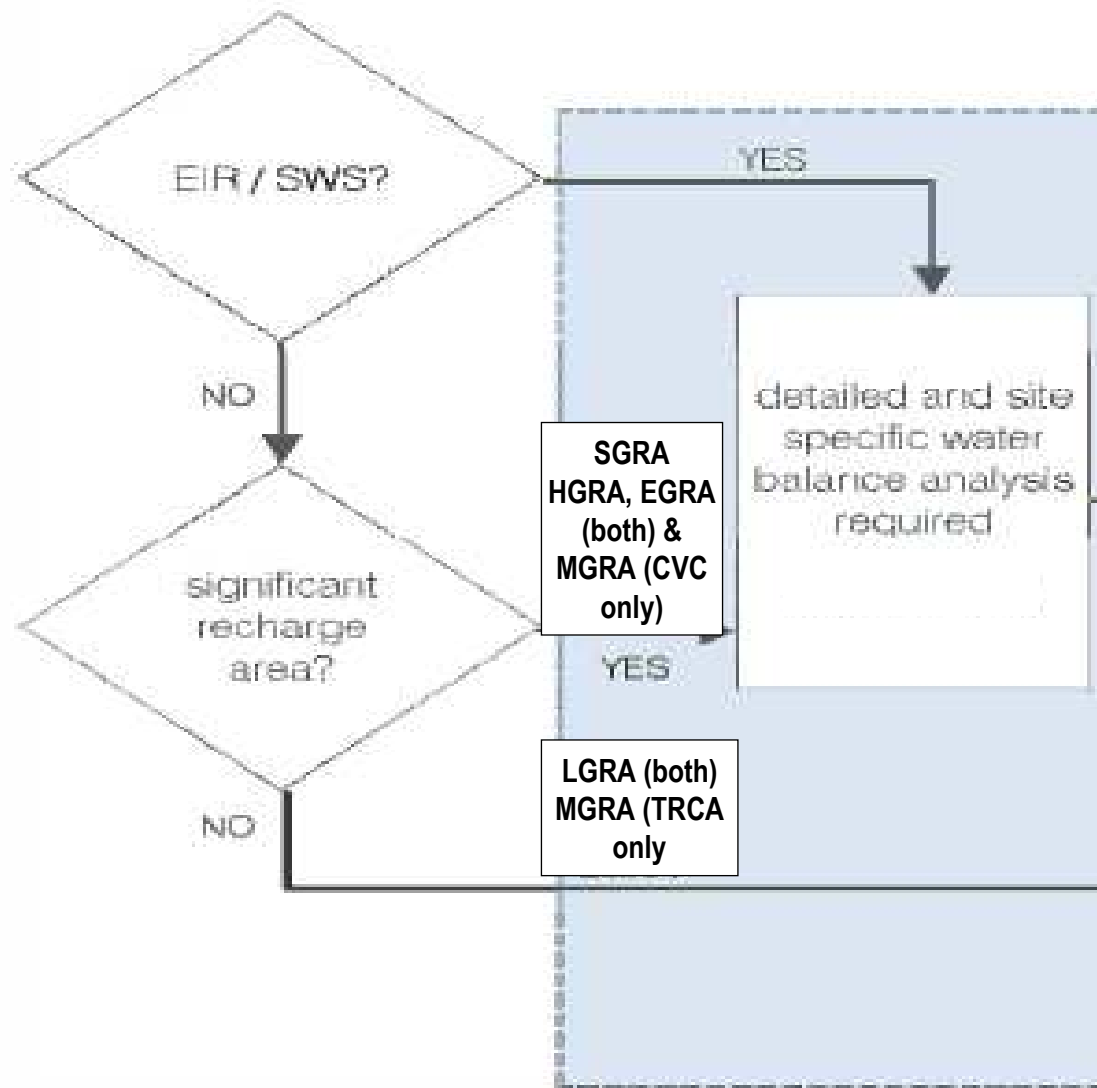 EIR / SWS?
YES
NO
detailed and site
specific water
balance analysis
required
SGRA
HGRA, EGRA
(both) &
MGRA (CVC
only)
significant
recharge
area?
YES
LGRA (both)
MGRA (TRCA
only
NO